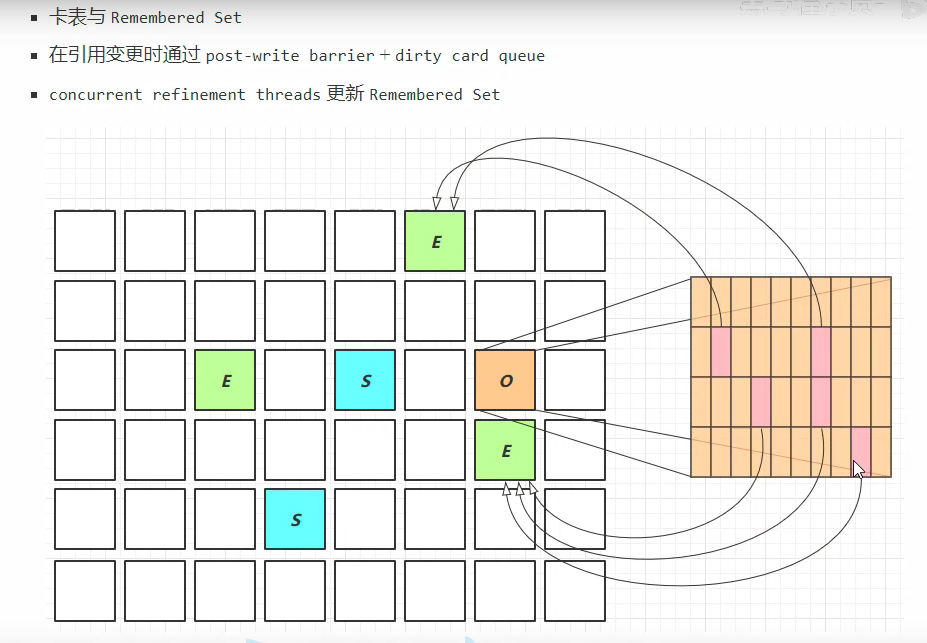 卡表与 Remembered Set
在引用变更时通过 post-write barrier + dirty card queue
concurrent refinement threads 更新 Remembered Set
E
E S O
E
S